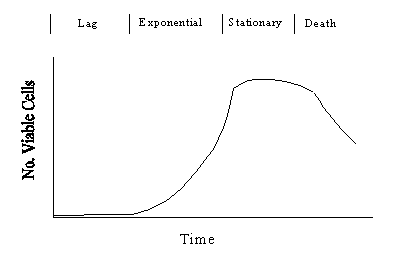 Lag Exponential Stationary Death
No. Viable Cells
Time